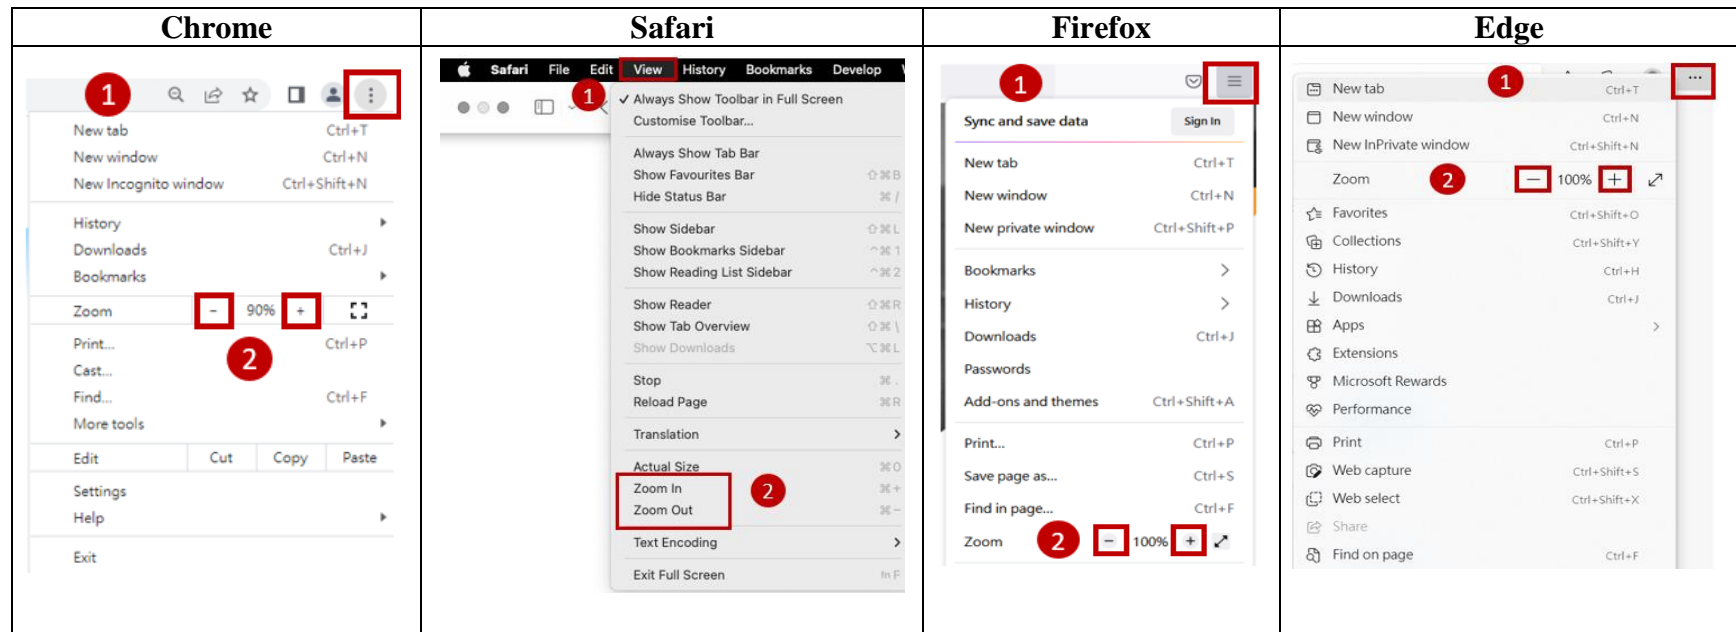 Chrome
Safari
Firefox
Edge
1
New tab Ctrl+T
New window Ctrl+N
New Incognito window Ctrl+Shift+N
History
Downloads Ctrl+J
Bookmarks
Zoom - 90% +
Print... Ctrl+P
2
Cast...
Find... Ctrl+F
More tools
Edit Cut Copy Paste
Settings
Help
Exit
Safari File Edit View History Bookmarks Develop
1
✓ Always Show Toolbar in Full Screen
Customise Toolbar...
Always Show Tab Bar
Show Favourites Bar ⇧⌘B
Hide Status Bar ⌘/
Show Sidebar ⇧⌘L
Show Bookmarks Sidebar ^⌘1
Show Reading List Sidebar ^⌘2
Show Reader ⇧⌘R
Show Tab Overview ⇧⌘\
Show Downloads ⌥⌘L
Stop ⌘.
Reload Page ⌘R
Translation
Actual Size ⌘0
Zoom In ⌘+
2
Zoom Out ⌘-
Text Encoding
Exit Full Screen fn F
1
Sync and save data Sign In
New tab Ctrl+T
New window Ctrl+N
New private window Ctrl+Shift+P
Bookmarks
History
Downloads Ctrl+J
Passwords
Add-ons and themes Ctrl+Shift+A
Print... Ctrl+P
Save page as... Ctrl+S
Find in page... Ctrl+F
Zoom 2 - 100% +
New tab 1 Ctrl+T
New window Ctrl+N
New InPrivate window Ctrl+Shift+N
Zoom 2 - 100% +
Favorites Ctrl+Shift+O
Collections Ctrl+Shift+Y
History Ctrl+H
Downloads Ctrl+J
Apps
Extensions
Microsoft Rewards
Performance
Print Ctrl+P
Web capture Ctrl+Shift+S
Web select Ctrl+Shift+X
Share
Find on page Ctrl+F